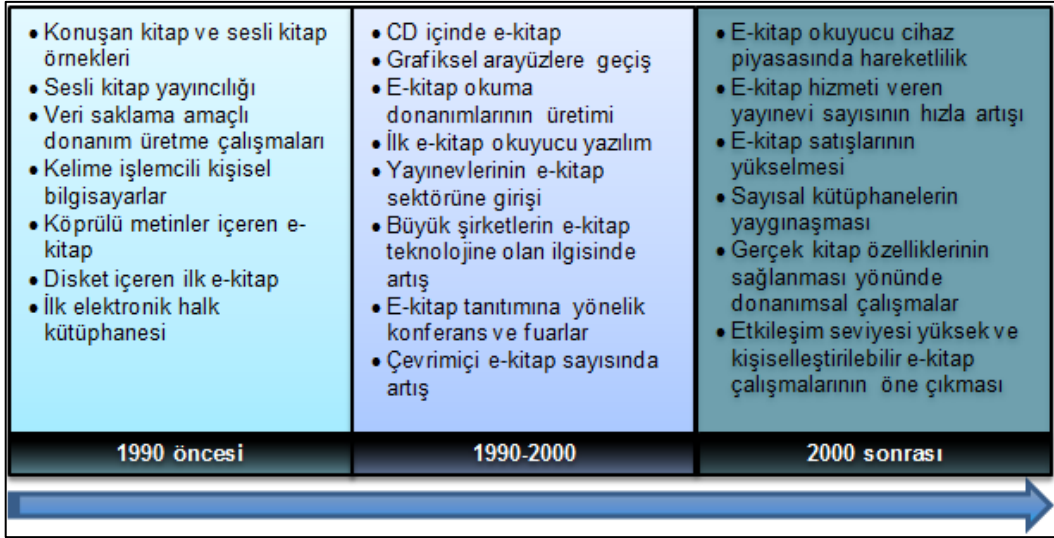 • Konuşan kitap ve sesli kitap
örnekleri
• Sesli kitap yayıncılığı
• Veri saklama amaçlı
donanım üretme çalışmaları
• Kelime işlemcili kişisel
bilgisayarlar
• Köprülü metinler içeren e-
kitap
• Disket içeren ilk e-kitap
• İlk elektronik halk
kütüphanesi
1990 öncesi
• CD içinde e-kitap
• Grafiksel arayüzlere geçiş
• E-kitap okuma
donanımlarının üretimi
• İlk e-kitap okuyucu yazılım
• Yayınevlerinin e-kitap
sektörüne girişi
• Büyük şirketlerin e-kitap
teknolojine olan ilgisinde
artış
• E-kitap tanıtımına yönelik
konferans ve fuarlar
• Çevrimiçi e-kitap sayısında
artış
1990-2000
• E-kitap okuyucu cihaz
piyasasında hareketlilik
• E-kitap hizmeti veren
yayınevi sayısının hızla artışı
• E-kitap satışlarının
yükselmesi
• Sayısal kütüphanelerin
yaygınaşması
• Gerçek kitap özelliklerinin
sağlanması yönünde
donanımsal çalışmalar
• Etkileşim seviyesi yüksek ve
kişiselleştirilebilir e-kitap
çalışmalarının öne çıkması
2000 sonrası